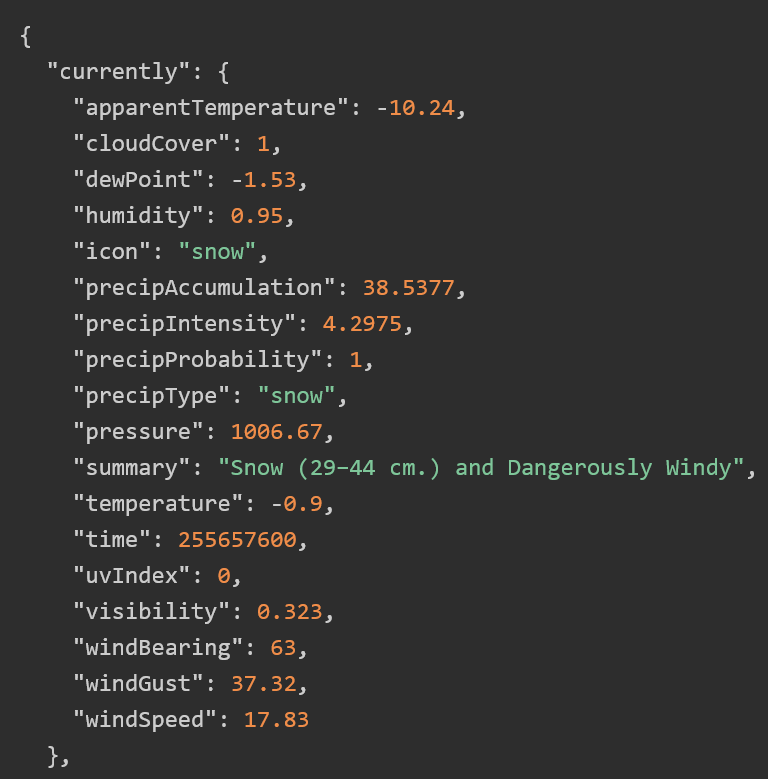 {
  "currently": {
    "apparentTemperature": -10.24,
    "cloudCover": 1,
    "dewPoint": -1.53,
    "humidity": 0.95,
    "icon": "snow",
    "precipAccumulation": 38.5377,
    "precipIntensity": 4.2975,
    "precipProbability": 1,
    "precipType": "snow",
    "pressure": 1006.67,
    "summary": "Snow (29–44 cm.) and Dangerously Windy",
    "temperature": -0.9,
    "time": 255657600,
    "uvIndex": 0,
    "visibility": 0.323,
    "windBearing": 63,
    "windGust": 37.32,
    "windSpeed": 17.83
  },